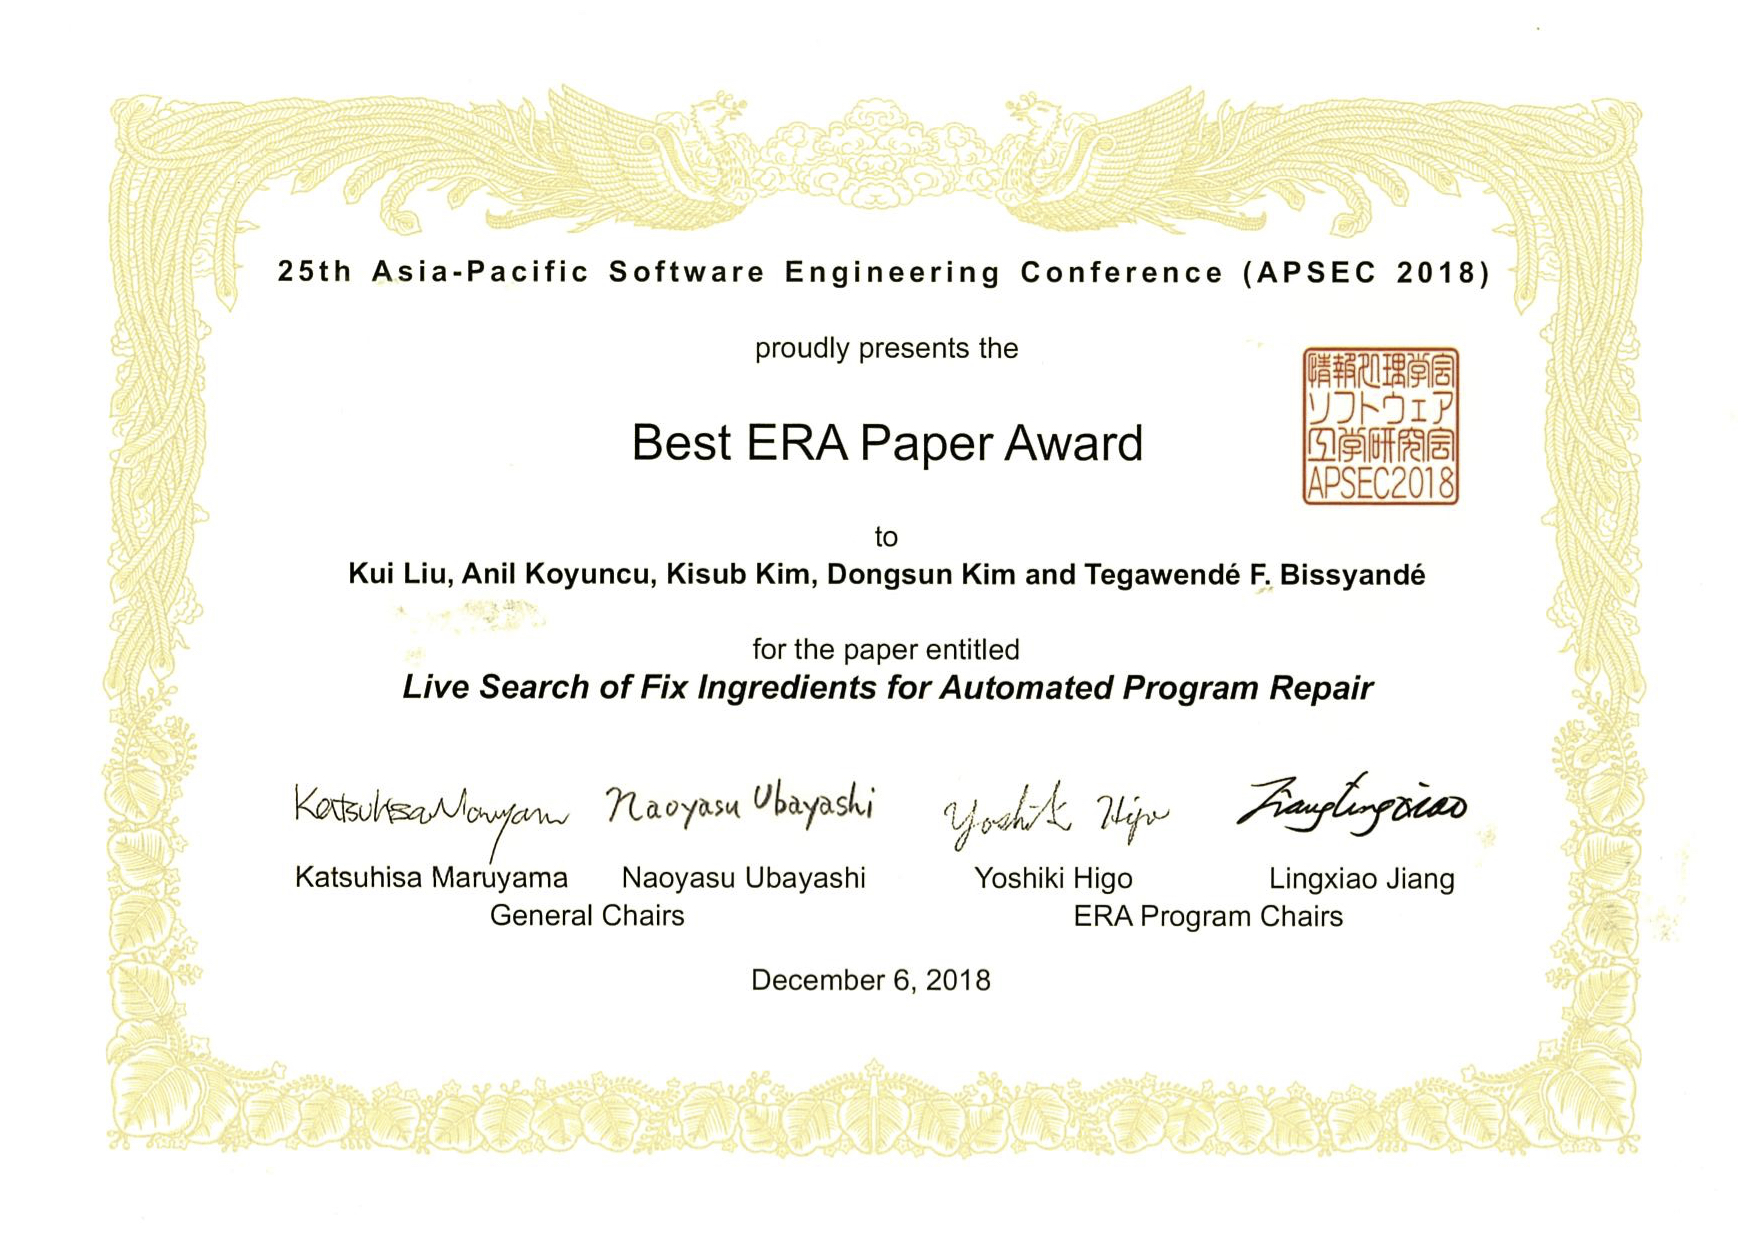 25th Asia-Pacific Software Engineering Conference (APSEC 2018)
proudly presents the
情報処理学会
ソフトウェア
工学研究会
APSEC2018
Best ERA Paper Award
to
Kui Liu, Anil Koyuncu, Kisub Kim, Dongsun Kim and Tegawendé F. Bissyandé
for the paper entitled
Live Search of Fix Ingredients for Automated Program Repair
Katsuhisa Maruyama Naoyasu Ubayashi Yoshiki Higo Jiang Lingxiao
Katsuhisa Maruyama Naoyasu Ubayashi Yoshiki Higo Lingxiao Jiang
General Chairs ERA Program Chairs
December 6, 2018